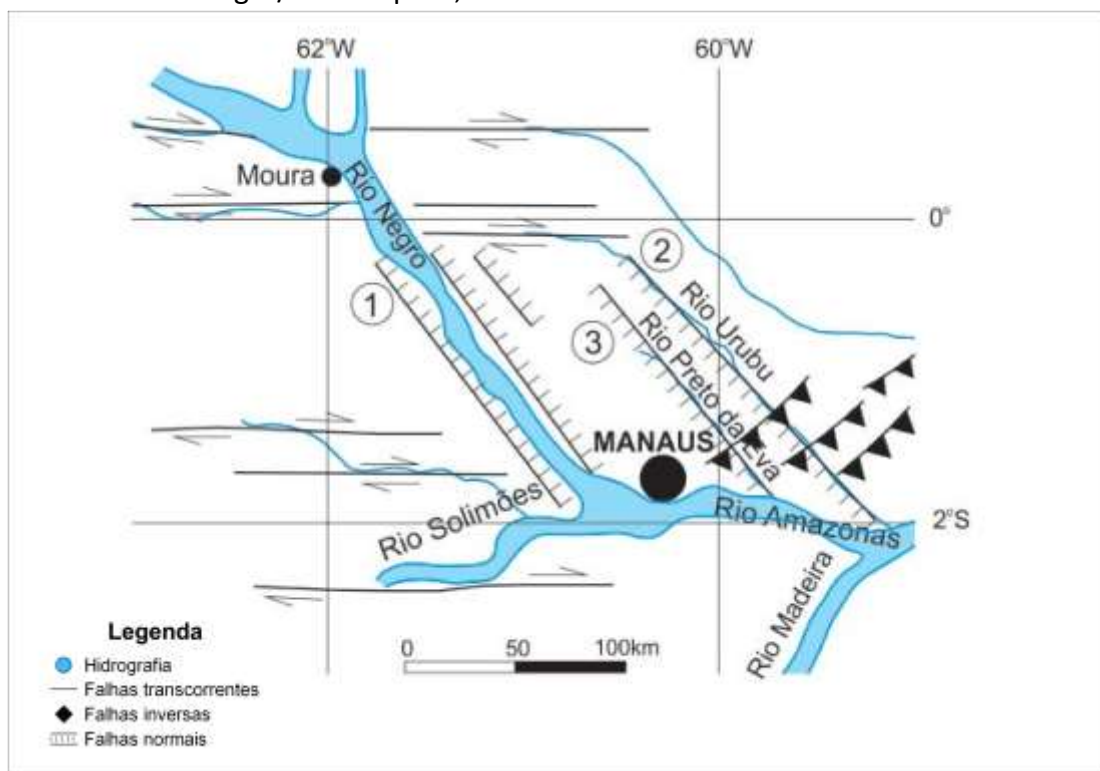 62°W
60°W
Moura
Rio Negro
0°
1
2
3
Rio Urubu
Rio Preto da Eva
MANAUS
Rio Solimões
Rio Amazonas
2°S
Rio Madeira
Legenda
0 50 100km
Hidrografia
Falhas transcorrentes
Falhas inversas
Falhas normais